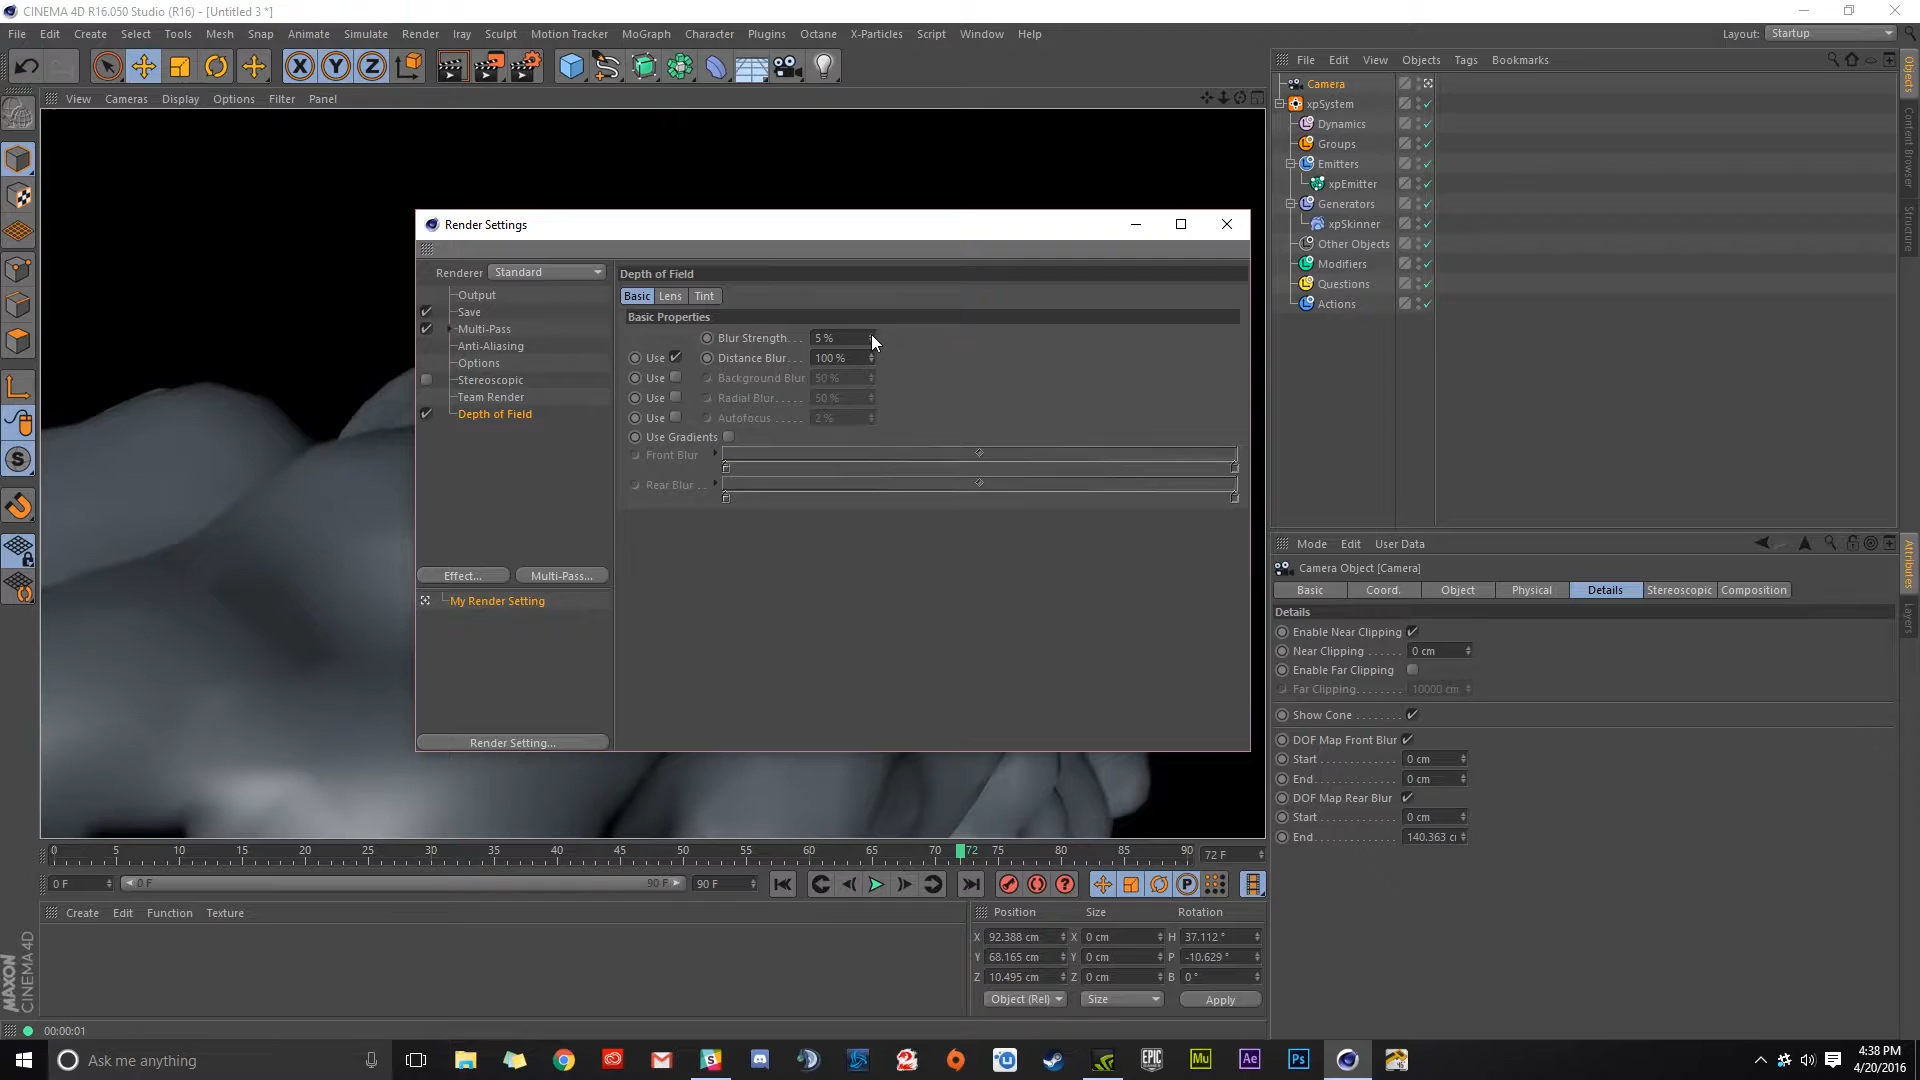 CINEMA 4D R16.050 Studio (R16) - [Untitled 3 *]
File Edit Create Select Tools Mesh Snap Animate Simulate Render Iray Sculpt Motion Tracker MoGraph Character Plugins Octane X-Particles Script Window Help
Layout: Startup
View Cameras Display Options Filter Panel
File Edit View Objects Tags Bookmarks
Camera
xpSystem
Dynamics
Groups
Emitters
xpEmitter
Generators
xpSkinner
Other Objects
Modifiers
Questions
Actions
Objects
Content Browser
Structure
Render Settings
Renderer Standard
Output
Save
Multi-Pass
Anti-Aliasing
Options
Stereoscopic
Team Render
Depth of Field
Effect... Multi-Pass...
My Render Setting
Render Setting...
Depth of Field
Basic Lens Tint
Basic Properties
Blur Strength... 5 %
Use Distance Blur... 100 %
Use Background Blur 50 %
Use Radial Blur..... 50 %
Use Autofocus ..... 2 %
Use Gradients
Front Blur
Rear Blur ..
Mode Edit User Data
Camera Object [Camera]
Basic Coord. Object Physical Details Stereoscopic Composition
Details
Enable Near Clipping
Near Clipping ...... 0 cm
Enable Far Clipping
Far Clipping........ 10000 cm
Show Cone ........
DOF Map Front Blur
Start ............. 0 cm
End............... 0 cm
DOF Map Rear Blur
Start ............. 0 cm
End............... 140.363 c
Attributes
Layers
0 5 10 15 20 25 30 35 40 45 50 55 60 65 70 72 75 80 85 90 72 F
0 F 0 F 90 F 90 F
Create Edit Function Texture
Position Size Rotation
X 92.388 cm X 0 cm H 37.112 °
Y 68.165 cm Y 0 cm P -10.629 °
Z 10.495 cm Z 0 cm B 0 °
Object (Rel) Size Apply
MAXON
CINEMA 4D
00:00:01
Ask me anything
EPIC
GAMES
Mu Ae Ps
4:38 PM
4/20/2016